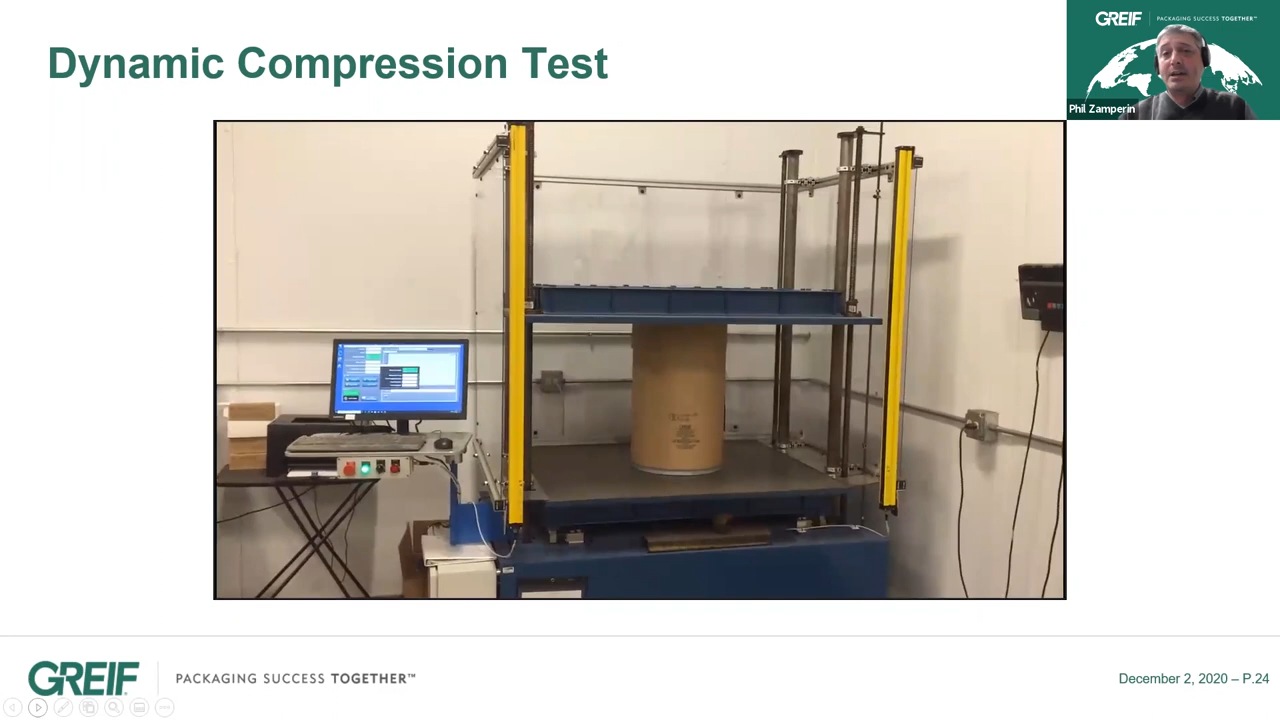 Dynamic Compression Test
GREIF | PACKAGING SUCCESS TOGETHER™
Phil Zamperin
GREIF | PACKAGING SUCCESS TOGETHER™
December 2, 2020 – P.24